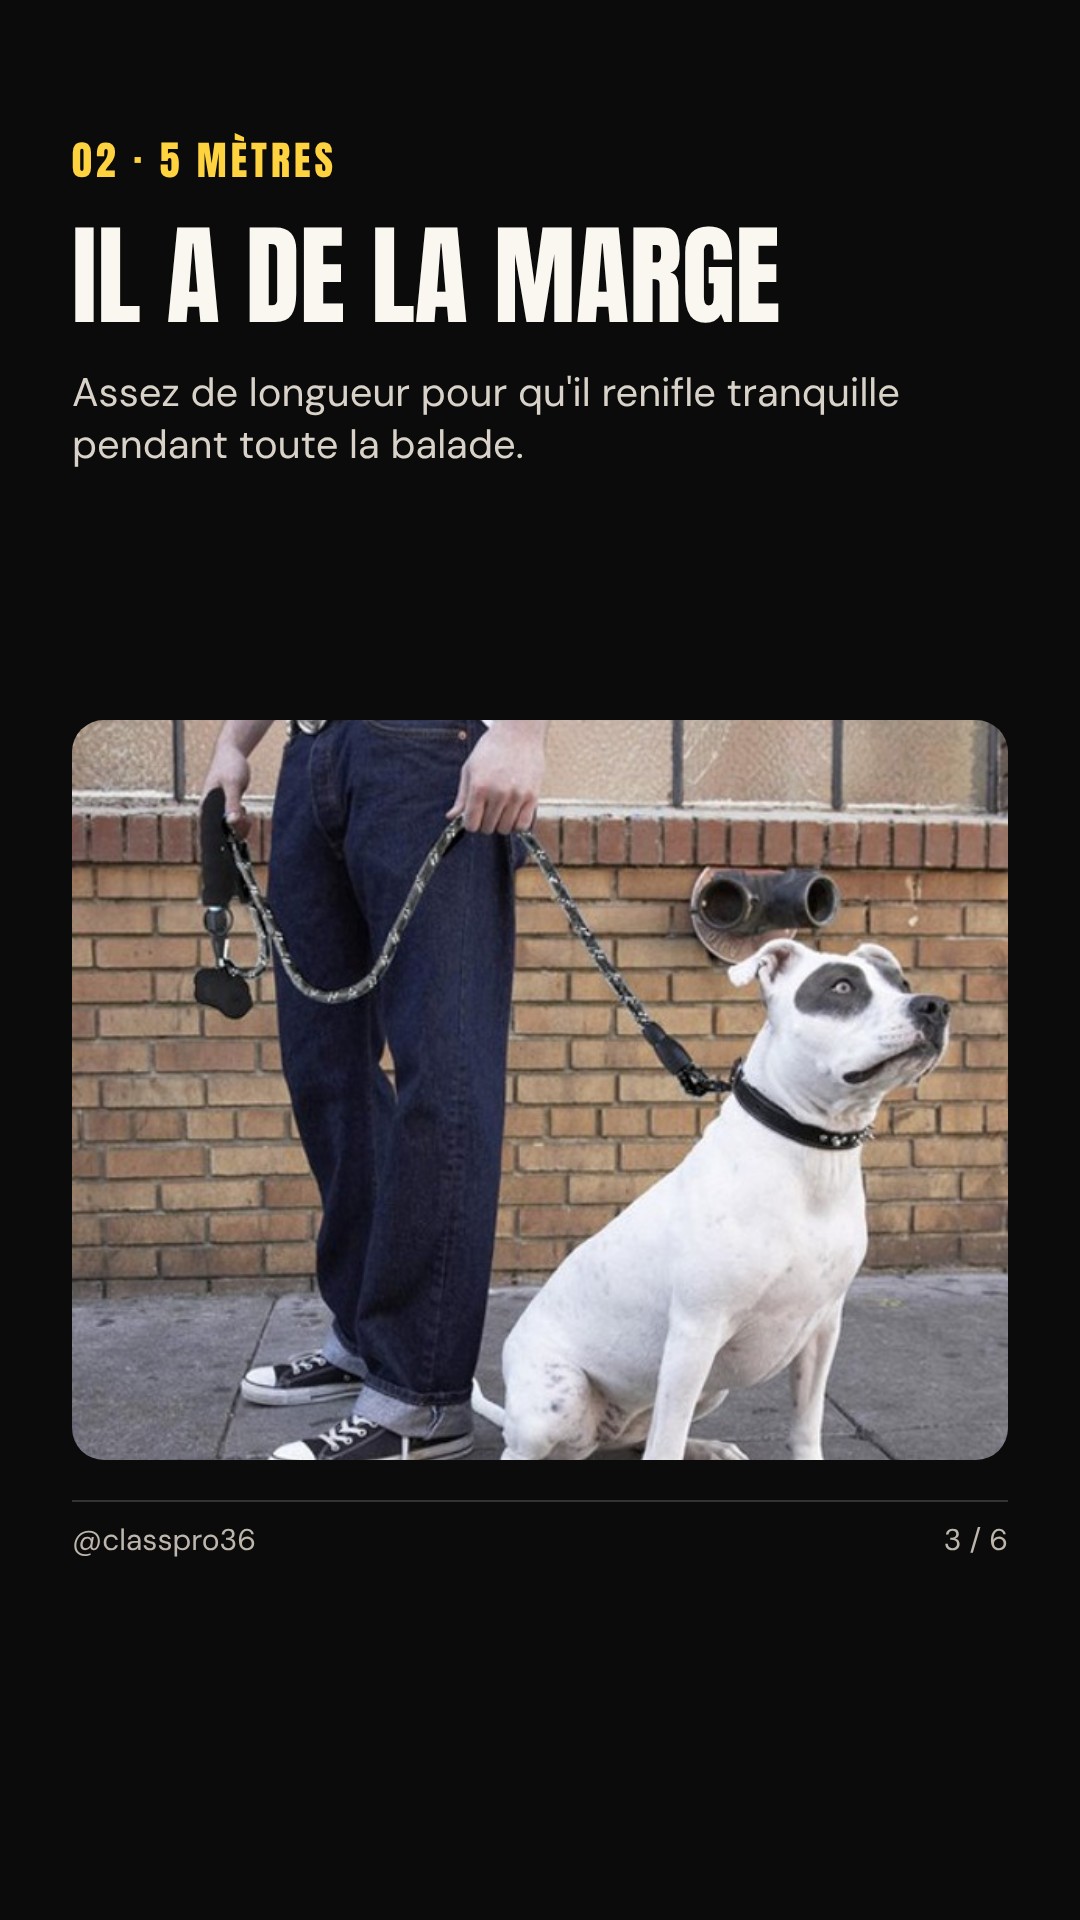 02 · 5 MÈTRES
IL A DE LA MARGE
Assez de longueur pour qu'il renifle tranquille
pendant toute la balade.
@classpro36
3 / 6